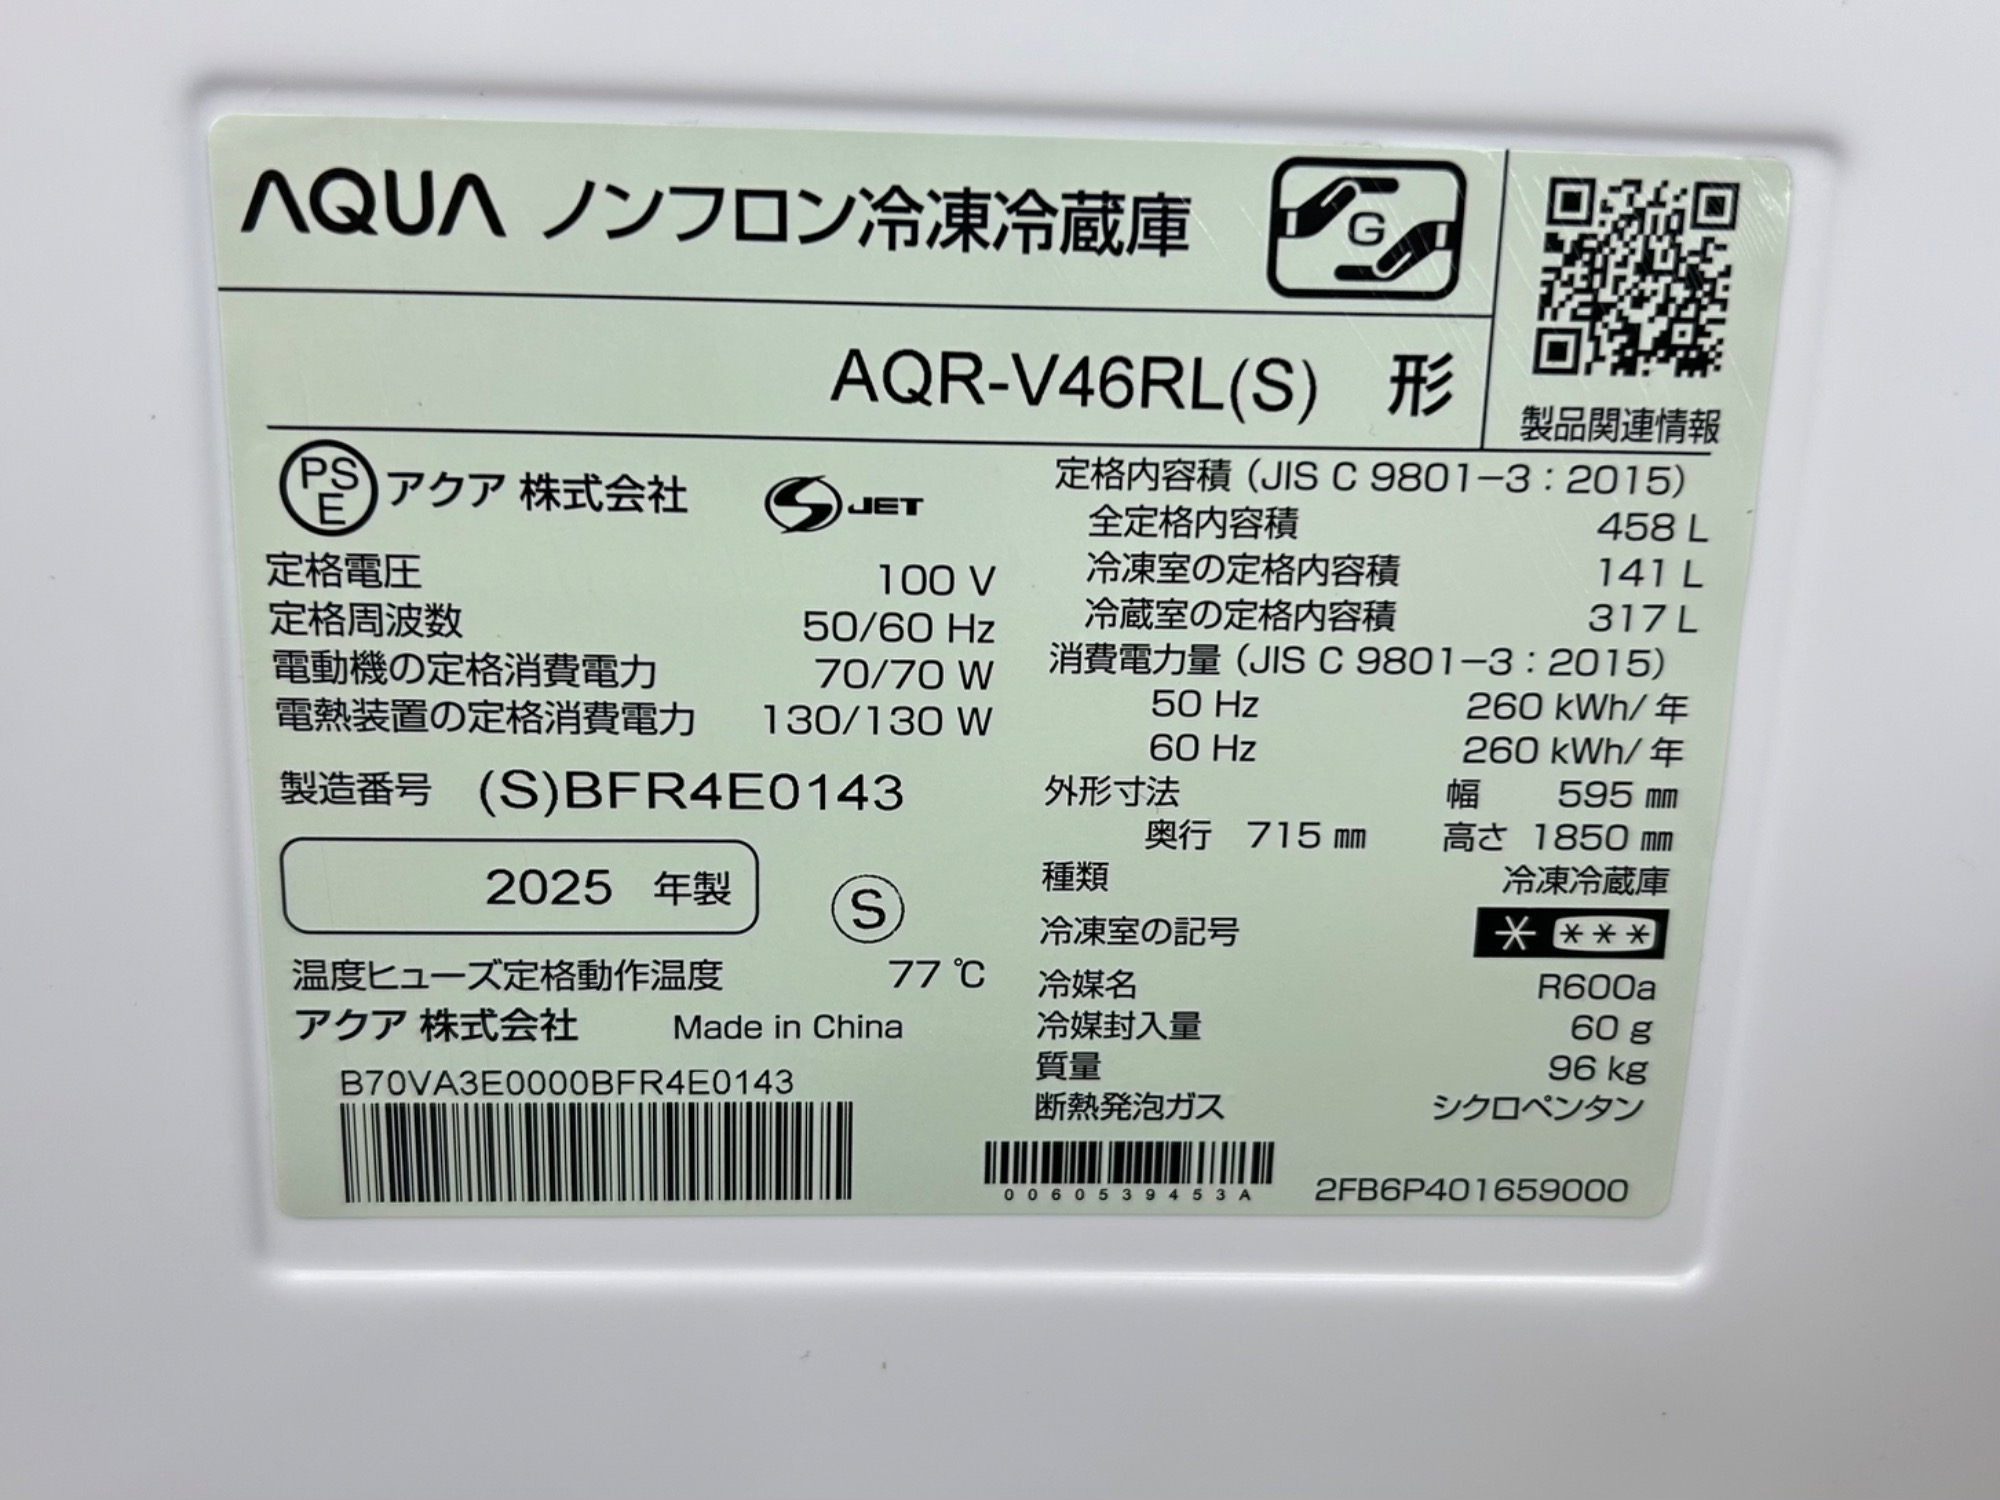 AQUA ノンフロン冷凍冷蔵庫
G
AQR-V46RL(S) 形
製品関連情報
PSE アクア 株式会社 S JET
定格電圧 100 V
定格周波数 50/60 Hz
電動機の定格消費電力 70/70 W
電熱装置の定格消費電力 130/130 W
製造番号 (S)BFR4E0143
2025 年製
S
温度ヒューズ定格動作温度 77 ℃
アクア 株式会社 Made in China
B70VA3E0000BFR4E0143
定格内容積 (JIS C 9801-3:2015)
全定格内容積 458 L
冷凍室の定格内容積 141 L
冷蔵室の定格内容積 317 L
消費電力量 (JIS C 9801-3:2015)
50 Hz 260 kWh/年
60 Hz 260 kWh/年
外形寸法 幅 595 ㎜
奥行 715 ㎜ 高さ 1850 ㎜
種類 冷凍冷蔵庫
冷凍室の記号 * ***
冷媒名 R600a
冷媒封入量 60 g
質量 96 kg
断熱発泡ガス シクロペンタン
0060539453A
2FB6P401659000